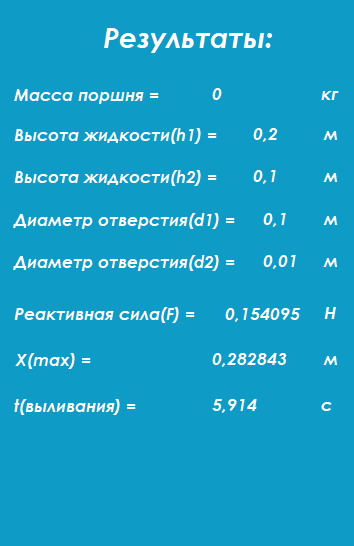 Результаты:
Масса поршня = 0 кг
Высота жидкости(h1) = 0,2 м
Высота жидкости(h2) = 0,1 м
Диаметр отверстия(d1) = 0,1 м
Диаметр отверстия(d2) = 0,01 м
Реактивная сила(F) = 0,154095 Н
X(max) = 0,282843 м
t(выливания) = 5,914 с